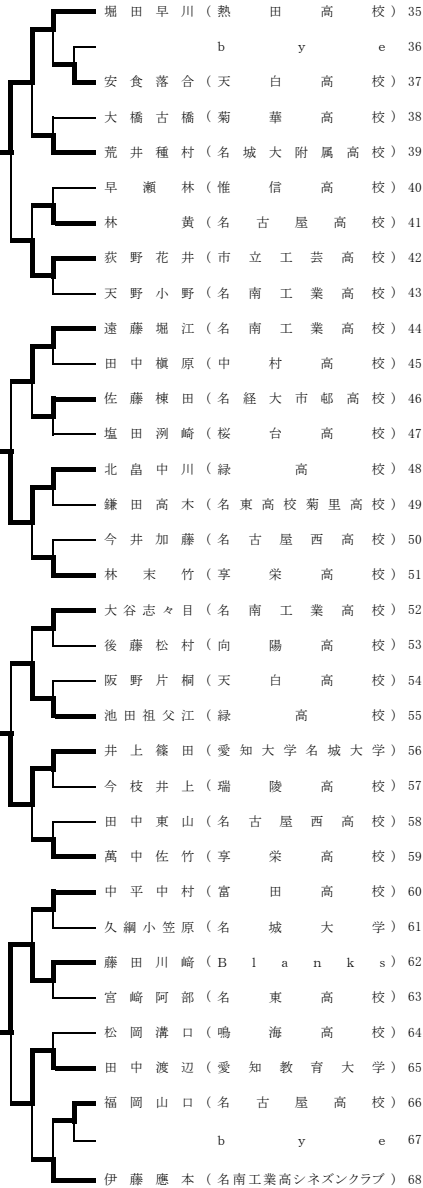 堀田早川（熱田高校）35
bye 36
安食落合（天白高校）37
大橋古橋（菊華高校）38
荒井種村（名城大附属高校）39
早瀬林（惟信高校）40
林黄（名古屋高校）41
荻野花井（市立工芸高校）42
天野小野（名南工業高校）43
遠藤堀江（名南工業高校）44
田中槇原（中村高校）45
佐藤棟田（名経大市邨高校）46
塩田洌崎（桜台高校）47
北畠中川（緑高校）48
鎌田高木（名東高校菊里高校）49
今井加藤（名古屋西高校）50
林末竹（享栄高校）51
大谷志々目（名南工業高校）52
後藤松村（向陽高校）53
阪野片桐（天白高校）54
池田祖父江（緑高校）55
井上篠田（愛知大学名城大学）56
今枝井上（瑞陵高校）57
田中東山（名古屋西高校）58
萬中佐竹（享栄高校）59
中平中村（富田高校）60
久綱小笠原（名城大学）61
藤田川﨑（Blanks）62
宮﨑阿部（名東高校）63
松岡溝口（鳴海高校）64
田中渡辺（愛知教育大学）65
福岡山口（名古屋高校）66
bye 67
伊藤應本（名南工業高シネズンクラブ）68